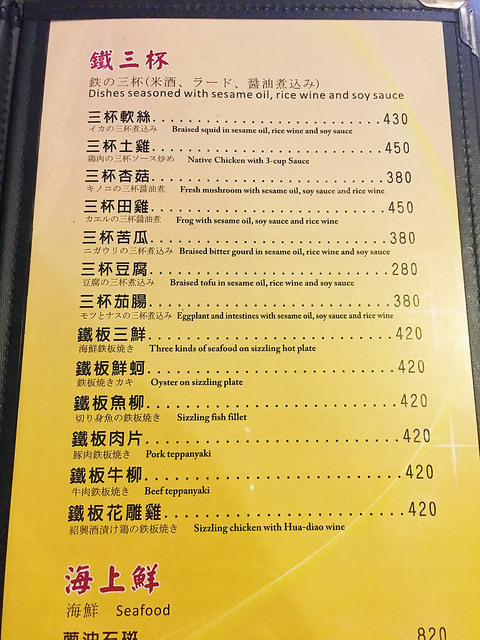 鐵三杯
鉄の三杯(米酒、ラード、醤油煮込み)
Dishes seasoned with sesame oil, rice wine and soy sauce
三杯軟絲............................430
イカの三杯煮込み Braised squid in sesame oil, rice wine and soy sauce
三杯土雞............................450
鶏肉の三杯ソース炒め Native Chicken with 3-cup Sauce
三杯杏菇............................380
キノコの三杯醤油煮 Fresh mushroom with sesame oil, soy sauce and rice wine
三杯田雞............................450
カエルの三杯醤油煮 Frog with sesame oil, soy sauce and rice wine
三杯苦瓜............................380
ニガウリの三杯煮込み Braised bitter gourd in sesame oil, rice wine and soy sauce
三杯豆腐............................280
豆腐の三杯煮込み Braised tofu in sesame oil, rice wine and soy sauce
三杯茄腸............................380
モツとナスの三杯煮込み Eggplant and intestines with sesame oil, soy sauce and rice wine
鐵板三鮮............................420
海鮮鉄板焼き Three kinds of seafood on sizzling hot plate
鐵板鮮蚵............................420
鉄板焼きカキ Oyster on sizzling plate
鐵板魚柳............................420
切り身魚の鉄板焼き Sizzling fish fillet
鐵板肉片............................420
豚肉鉄板焼き Pork teppanyaki
鐵板牛柳............................420
牛肉鉄板焼き Beef teppanyaki
鐵板花雕雞............................420
紹興酒漬け鶏の鉄板焼き Sizzling chicken with Hua-diao wine
海上鮮
海鮮 Seafood
820